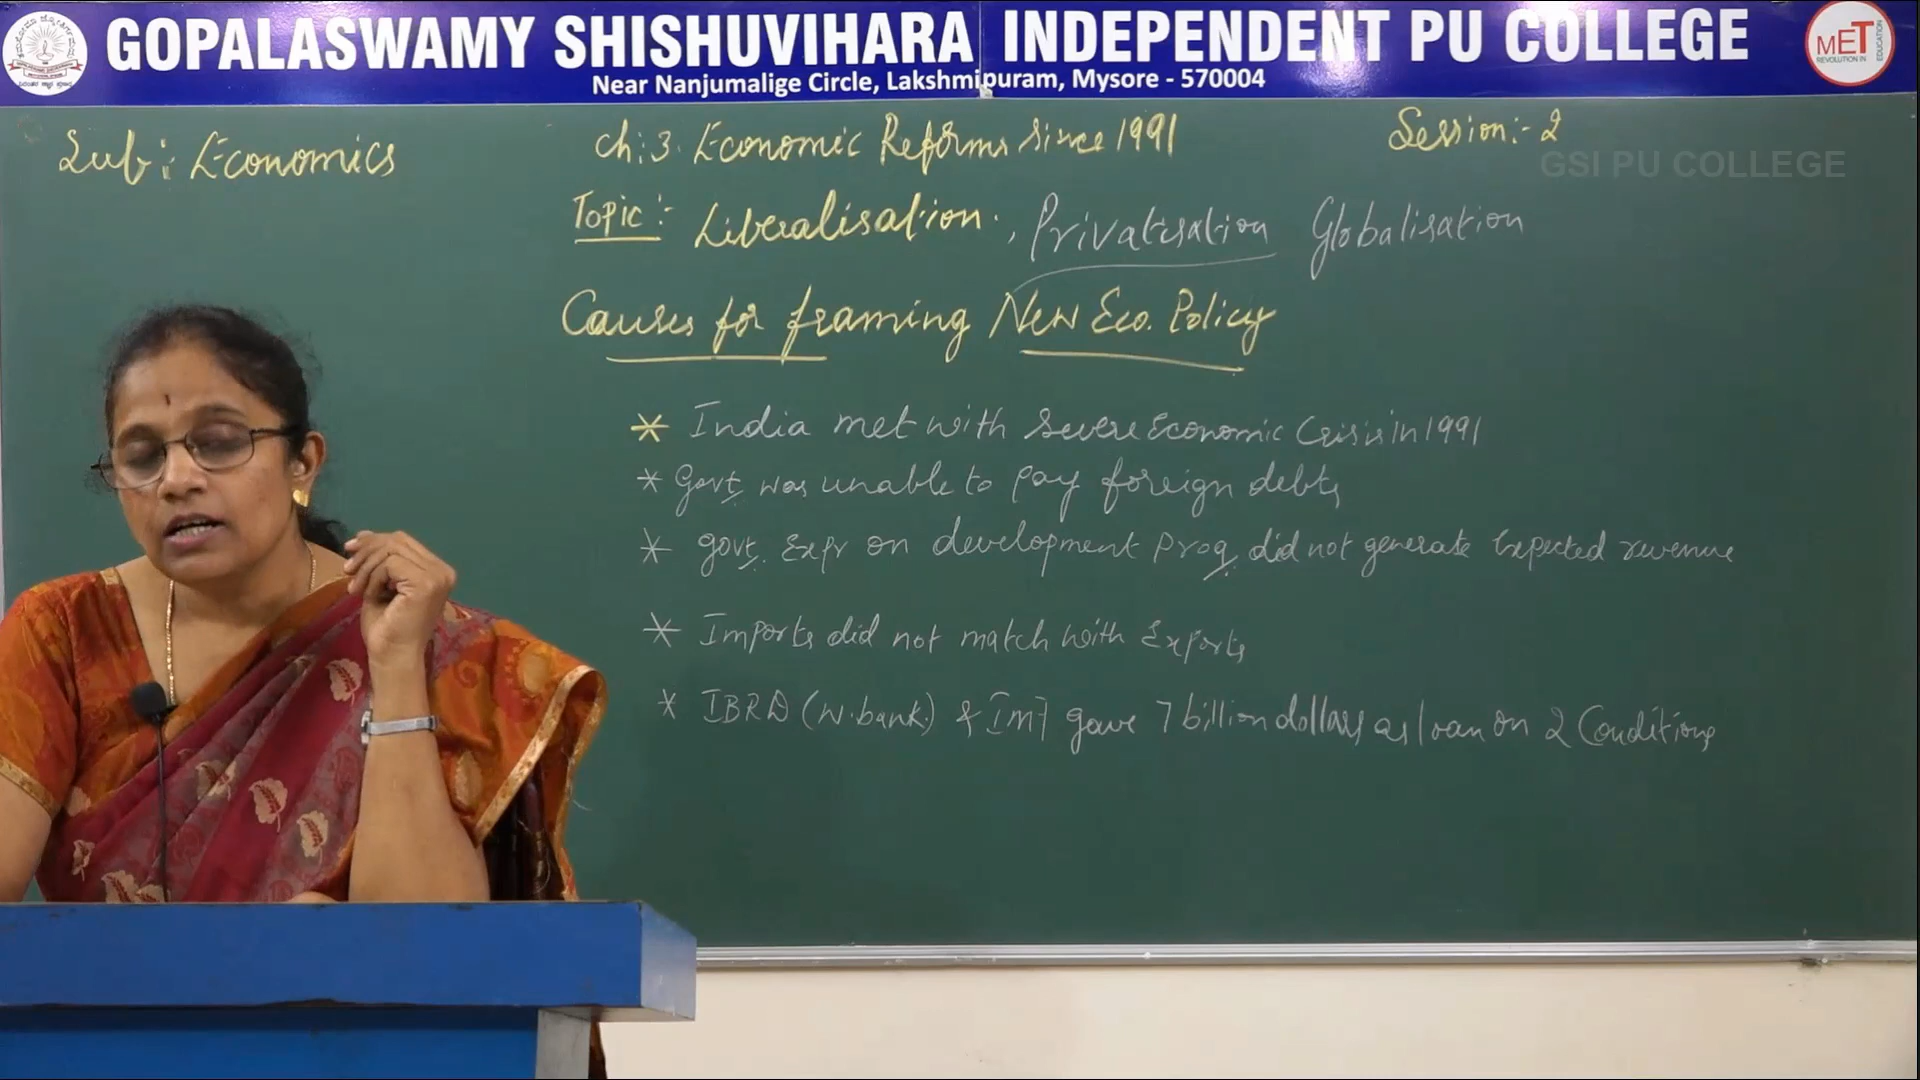 GOPALASWAMY SHISHUVIHARA INDEPENDENT PU COLLEGE
Near Nanjumalige Circle, Lakshmipuram, Mysore - 570004
MET
REVOLUTION IN EDUCATION
Sub:- Economics
Ch:3. Economic Reforms Since 1991
Session:- 2
GSI PU COLLEGE
Topic:- Liberalisation., Privatisation Globalisation
Causes for framing New Eco. Policy
* India met with Severe Economic Crisis in 1991
* Govt. was unable to pay foreign debts
* govt. Expr on development Prog. did not generate Expected revenue
* Imports did not match with Exports
* IBRD (W.bank) & IMF gave 7 billion dollars as loan on 2 Conditions